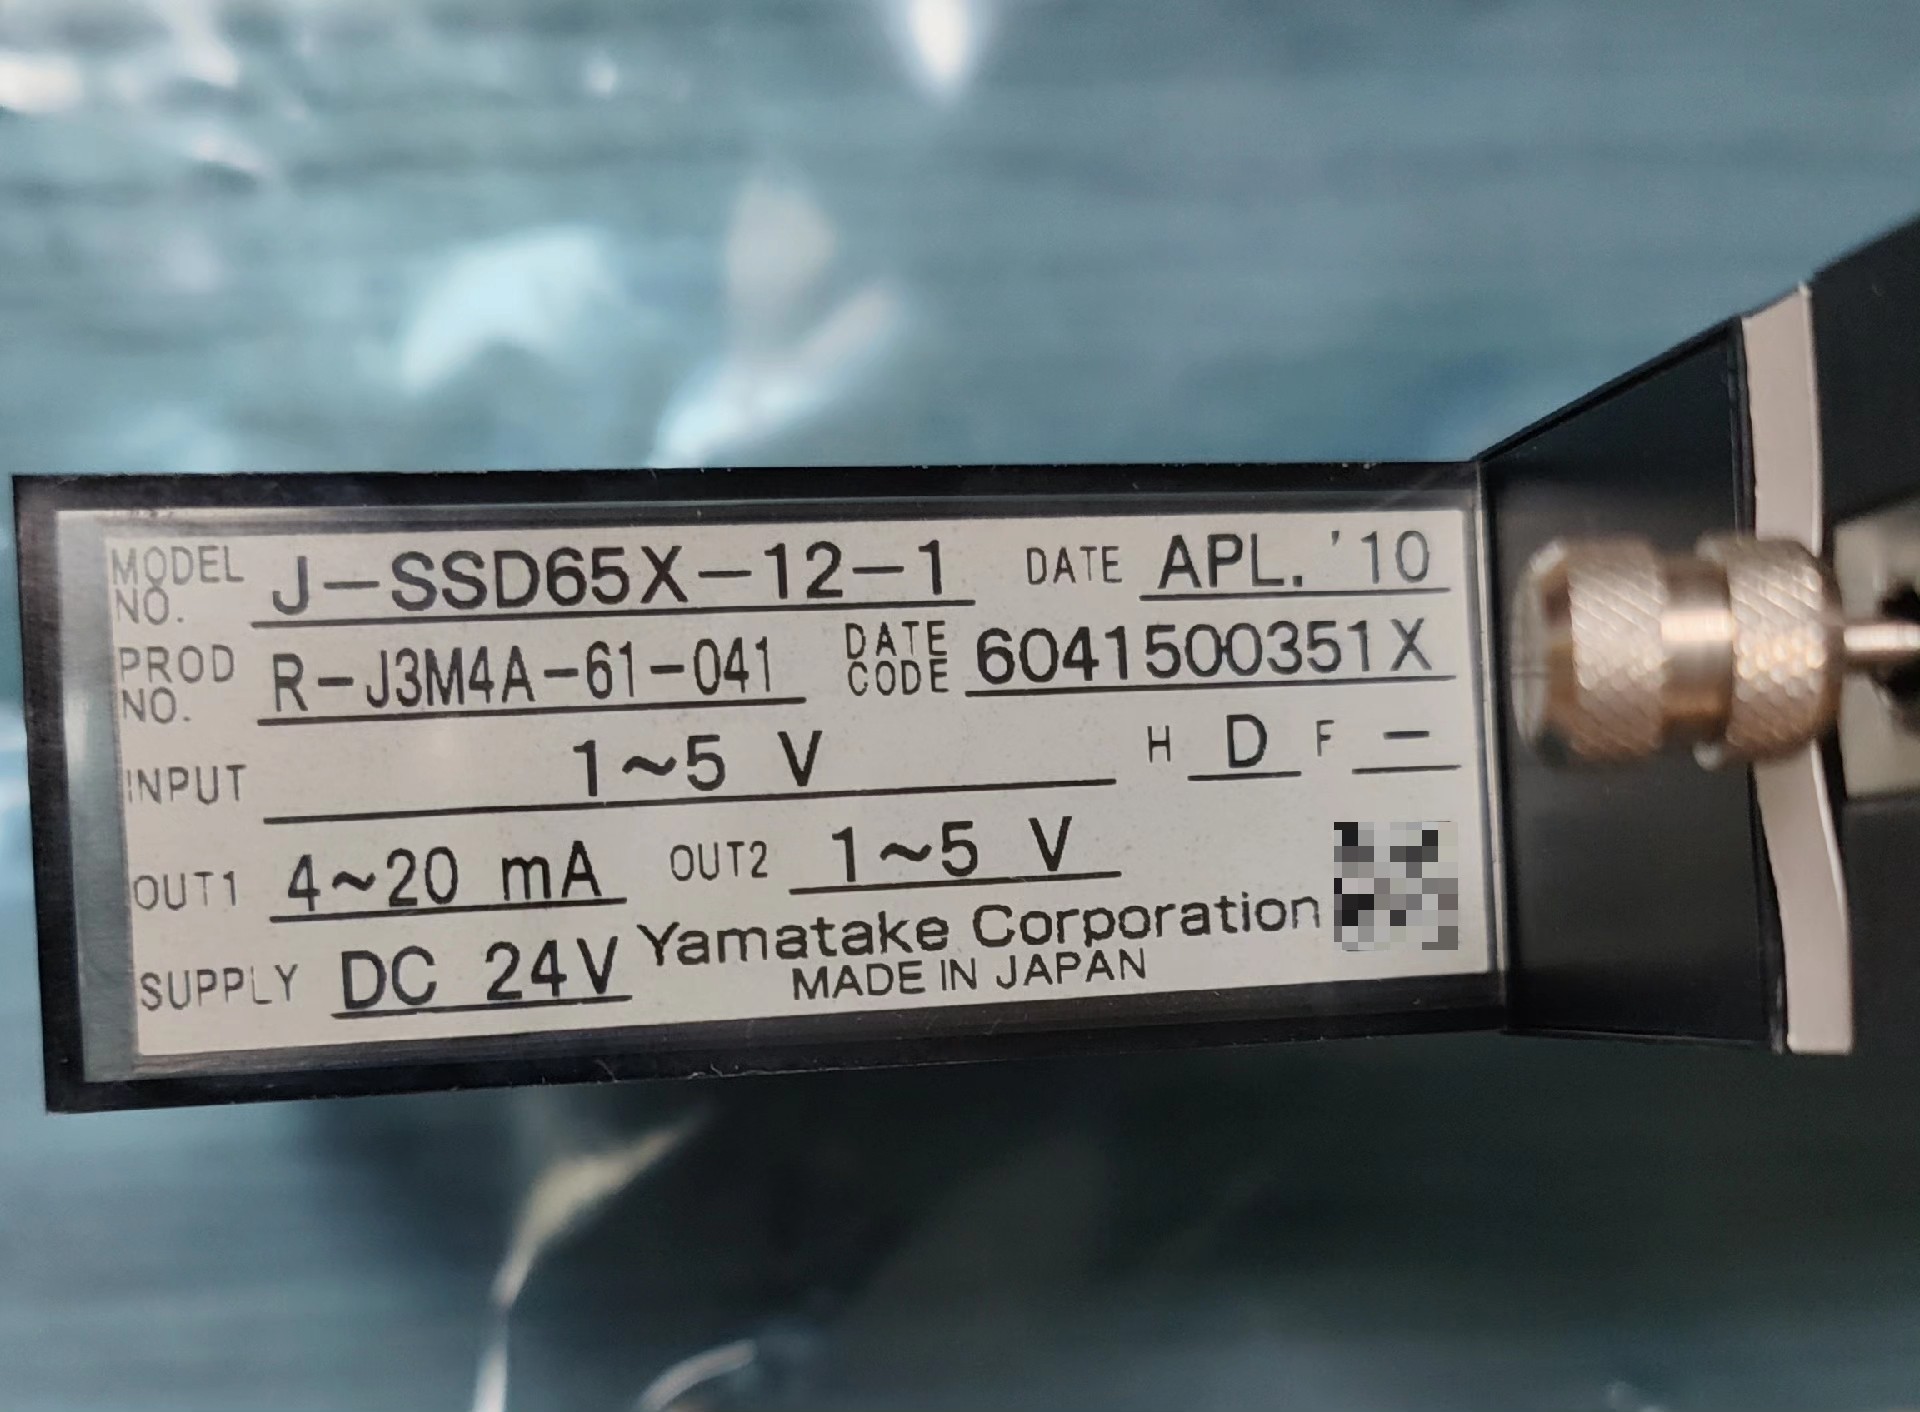 MODEL NO. J-SSD65X-12-1 DATE APL. '10
PROD NO. R-J3M4A-61-041 DATE CODE 6041500351X
INPUT 1~5 V H D F -
OUT1 4~20 mA OUT2 1~5 V
SUPPLY DC 24V Yamatake Corporation
MADE IN JAPAN